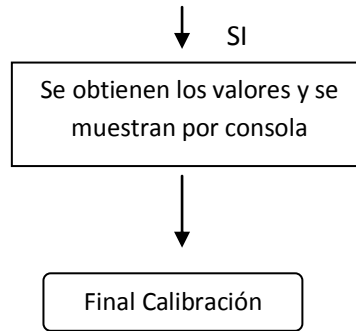 SI
Se obtienen los valores y se
muestran por consola
Final Calibración